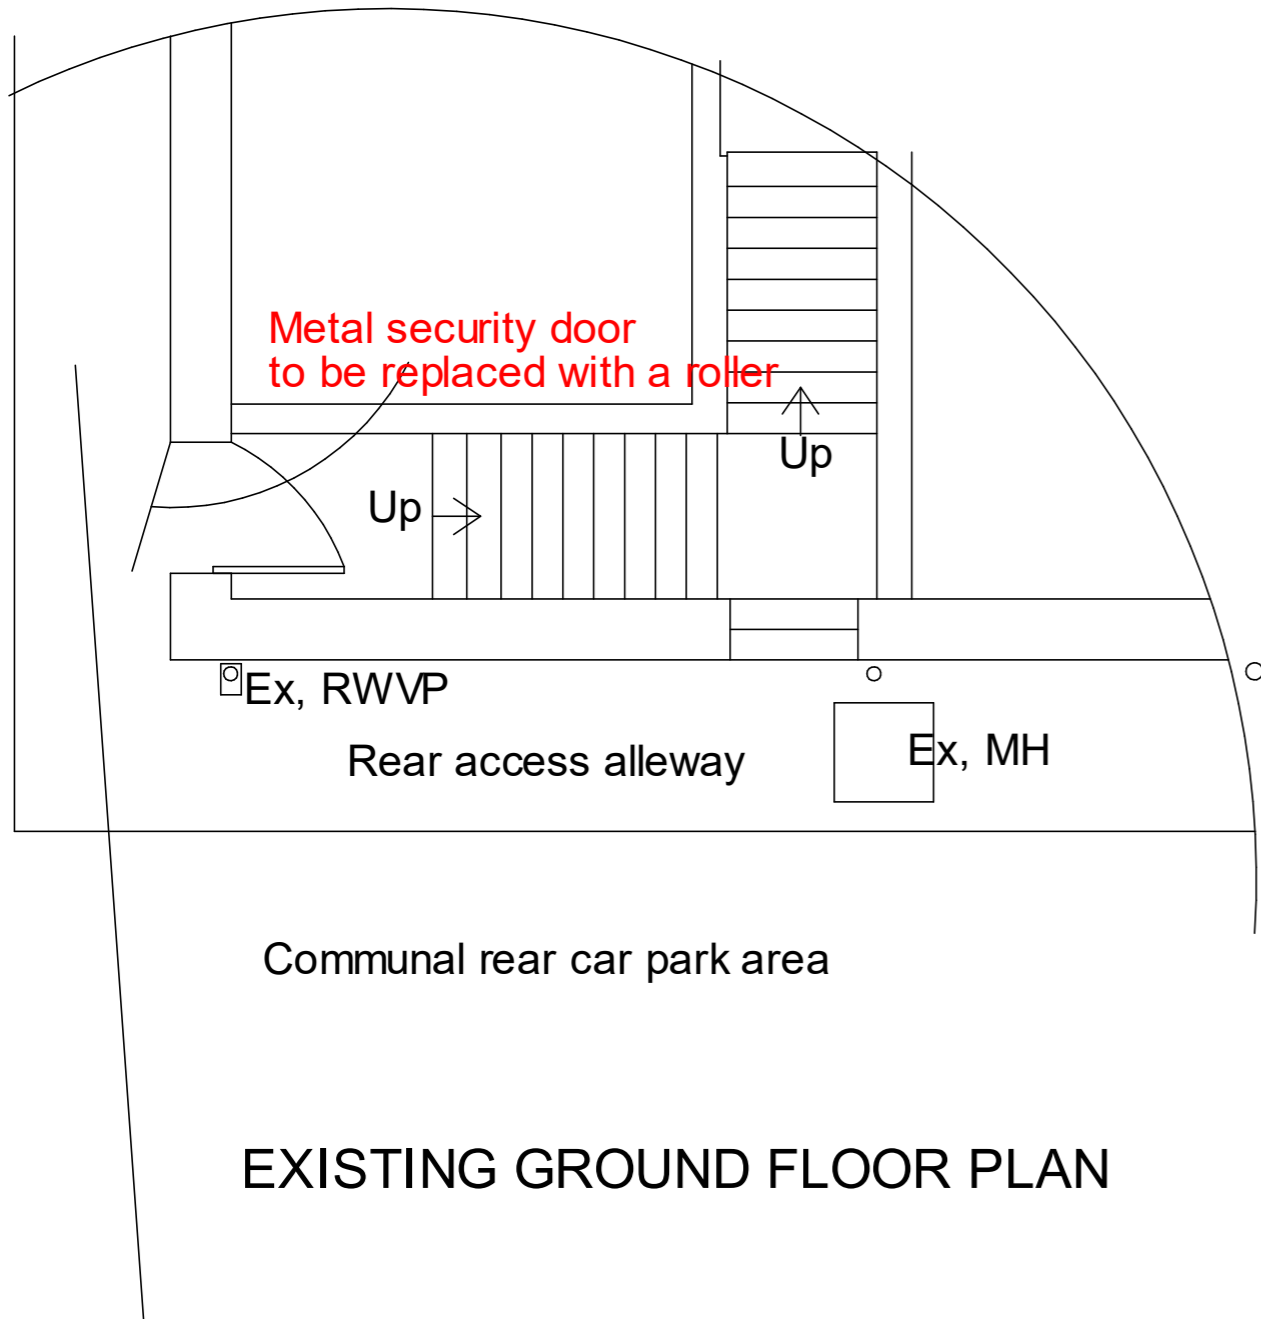 Metal security door
to be replaced with a roller
Up
Up
Ex, RWVP
Ex, MH
Rear access alleway
Communal rear car park area
EXISTING GROUND FLOOR PLAN